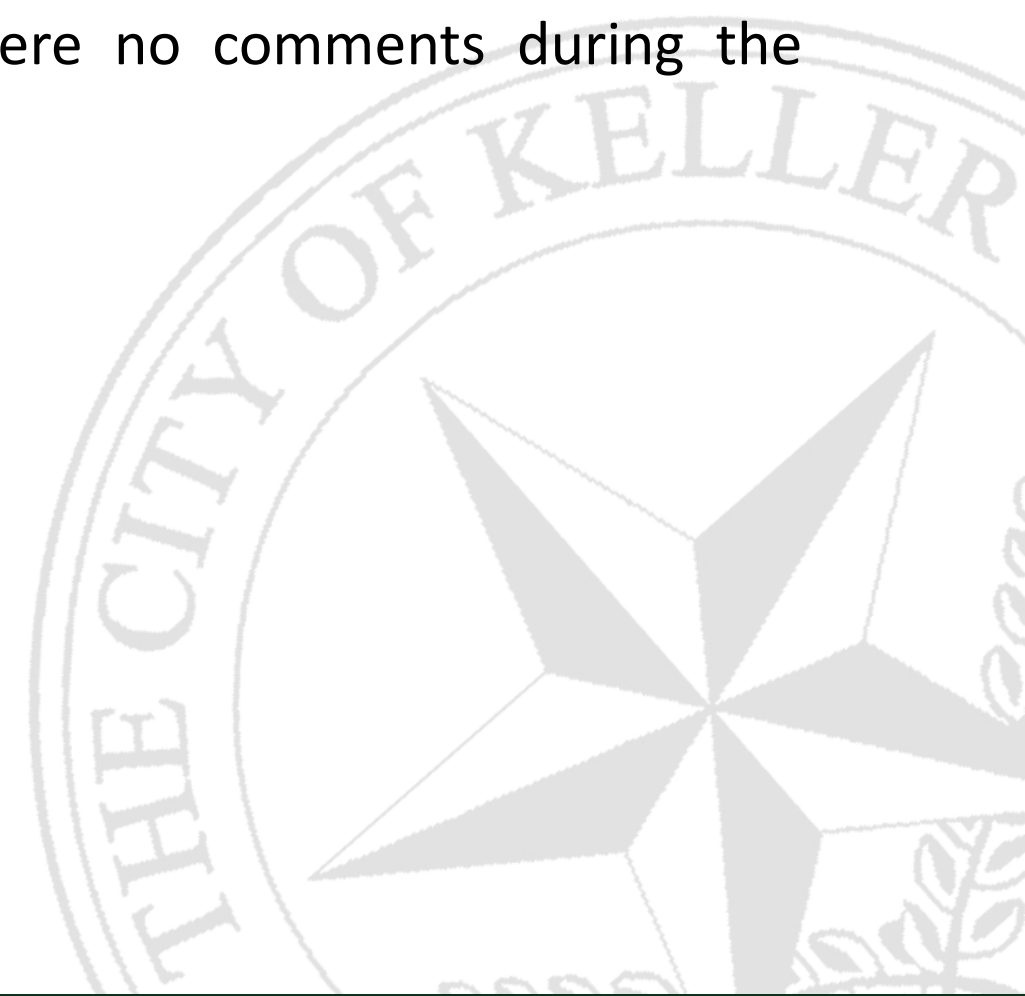 ere no comments during the
THE CITY OF KELLER